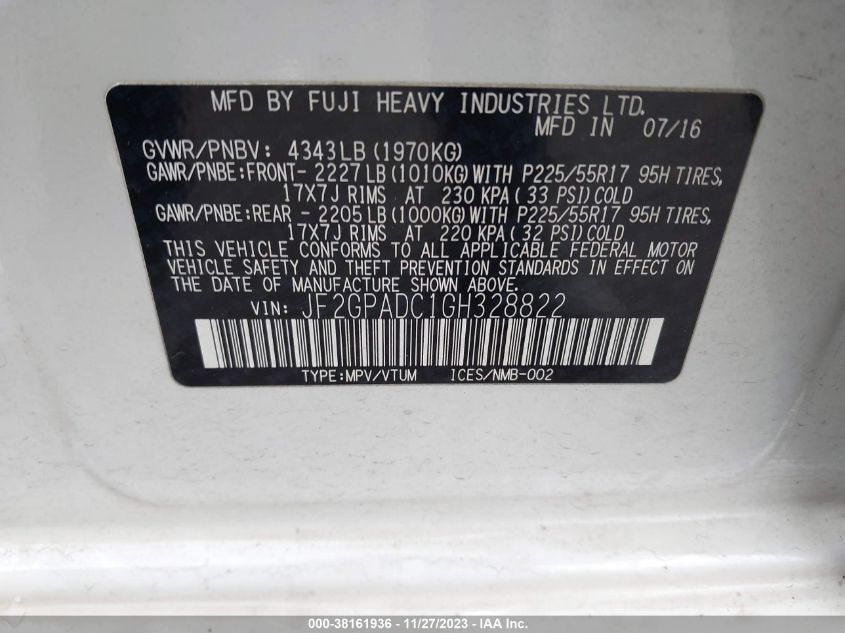 MFD BY FUJI HEAVY INDUSTRIES LTD.
MFD IN 07/16
GVWR/PNBV: 4343LB (1970KG)
GAWR/PNBE:FRONT- 2227LB (1010KG) WITH P225/55R17 95H TIRES,
17X7J RIMS AT 230 KPA ( 33 PSI) COLD
GAWR/PNBE:REAR - 2205LB (1000KG) WITH P225/55R17 95H TIRES,
17X7J RIMS AT 220 KPA ( 32 PSI) COLD
THIS VEHICLE CONFORMS TO ALL APPLICABLE FEDERAL MOTOR
VEHICLE SAFETY AND THEFT PREVENTION STANDARDS IN EFFECT ON
THE DATE OF MANUFACTURE SHOWN ABOVE.
VIN: JF2GPADC1GH328822
TYPE:MPV/VTUM ICES/NMB-002
000-38161936 - 11/27/2023 - IAA Inc.